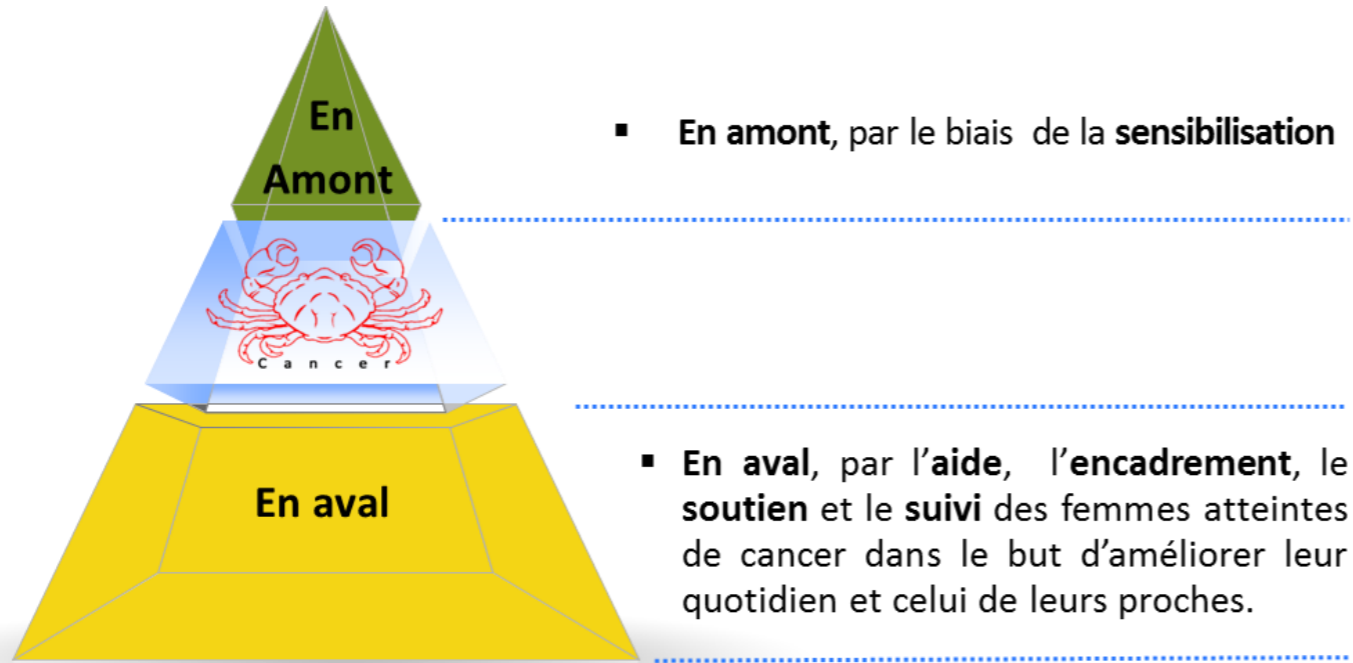 En
Amont
▪ En amont, par le biais de la sensibilisation
Cancer
En aval
▪ En aval, par l’aide, l’encadrement, le
soutien et le suivi des femmes atteintes
de cancer dans le but d’améliorer leur
quotidien et celui de leurs proches.